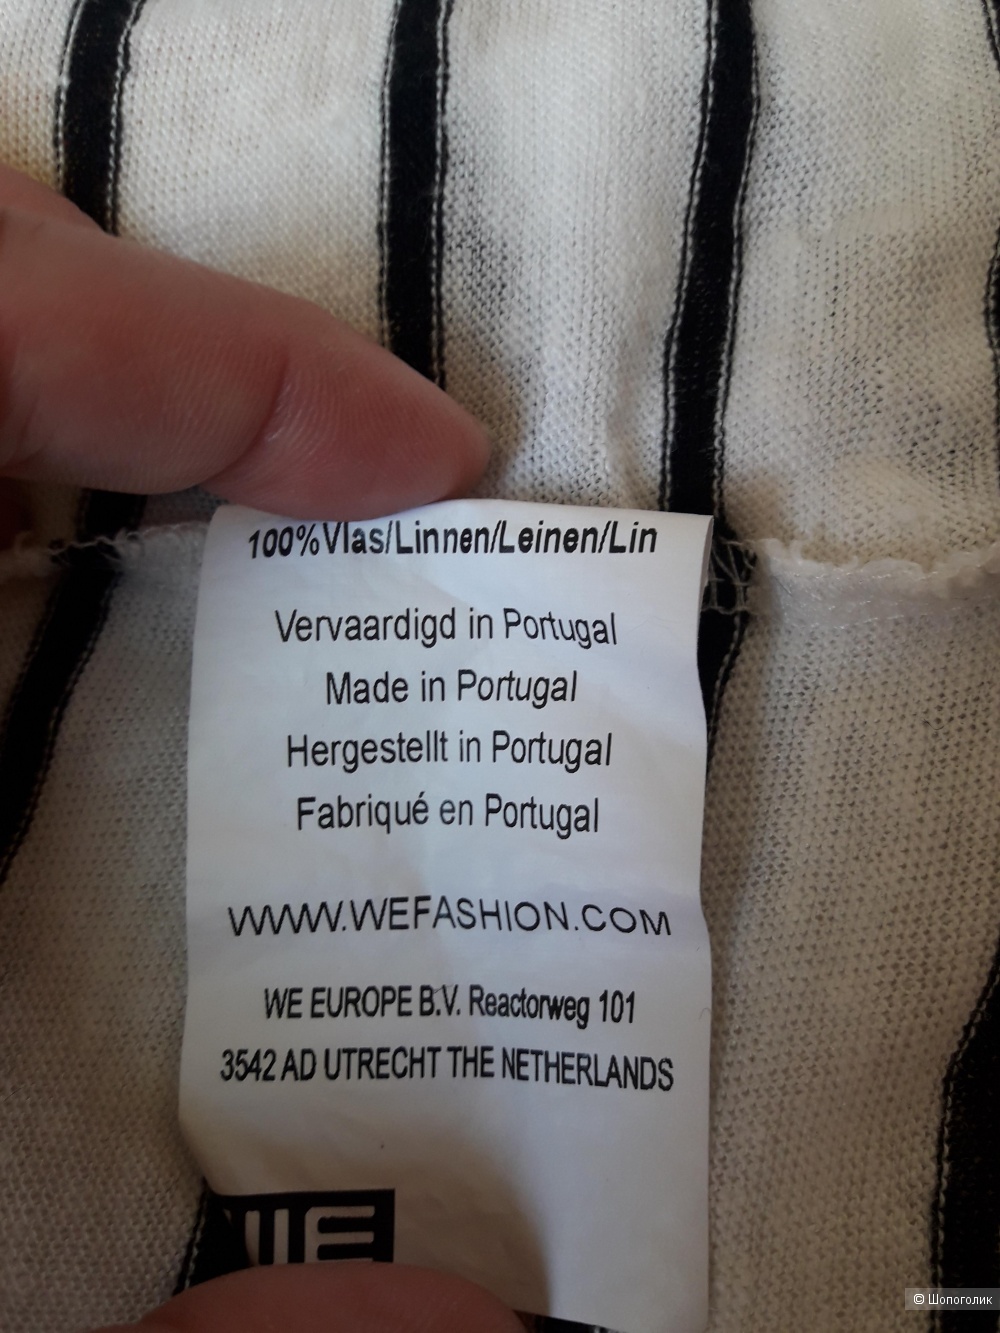 100%Vlas/Linnen/Leinen/Lin
Vervaardigd in Portugal
Made in Portugal
Hergestellt in Portugal
Fabriqué en Portugal
WWW.WEFASHION.COM
WE EUROPE B.V. Reactorweg 101
3542 AD UTRECHT THE NETHERLANDS
WE
© Шопоголик